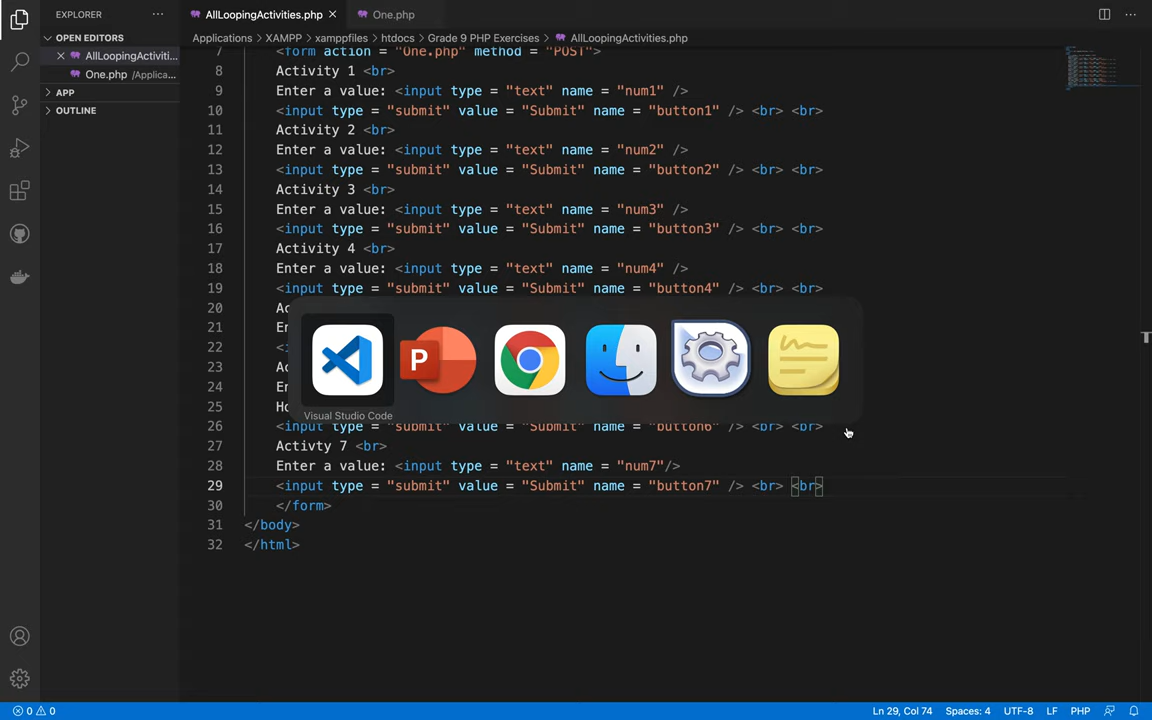 EXPLORER
OPEN EDITORS
AllLoopingActiviti...
One.php /Applica...
APP
OUTLINE
AllLoopingActivities.php
One.php
Applications > XAMPP > xamppfiles > htdocs > Grade 9 PHP Exercises > AllLoopingActivities.php
7 <form action = "One.php" method = "POST">
8 Activity 1 <br>
9 Enter a value: <input type = "text" name = "num1" />
10 <input type = "submit" value = "Submit" name = "button1" /> <br> <br>
11 Activity 2 <br>
12 Enter a value: <input type = "text" name = "num2" />
13 <input type = "submit" value = "Submit" name = "button2" /> <br> <br>
14 Activity 3 <br>
15 Enter a value: <input type = "text" name = "num3" />
16 <input type = "submit" value = "Submit" name = "button3" /> <br> <br>
17 Activity 4 <br>
18 Enter a value: <input type = "text" name = "num4" />
19 <input type = "submit" value = "Submit" name = "button4" /> <br> <br>
20 Ac
21 En
22 <i
23 Ac
24 En
25 Ho
26 <input type = "submit" value = "Submit" name = "button6" /> <br> <br>
27 Activty 7 <br>
28 Enter a value: <input type = "text" name = "num7"/>
29 <input type = "submit" value = "Submit" name = "button7" /> <br> <br>
30 </form>
31 </body>
32 </html>
P
Visual Studio Code
0 0
Ln 29, Col 74 Spaces: 4 UTF-8 LF PHP